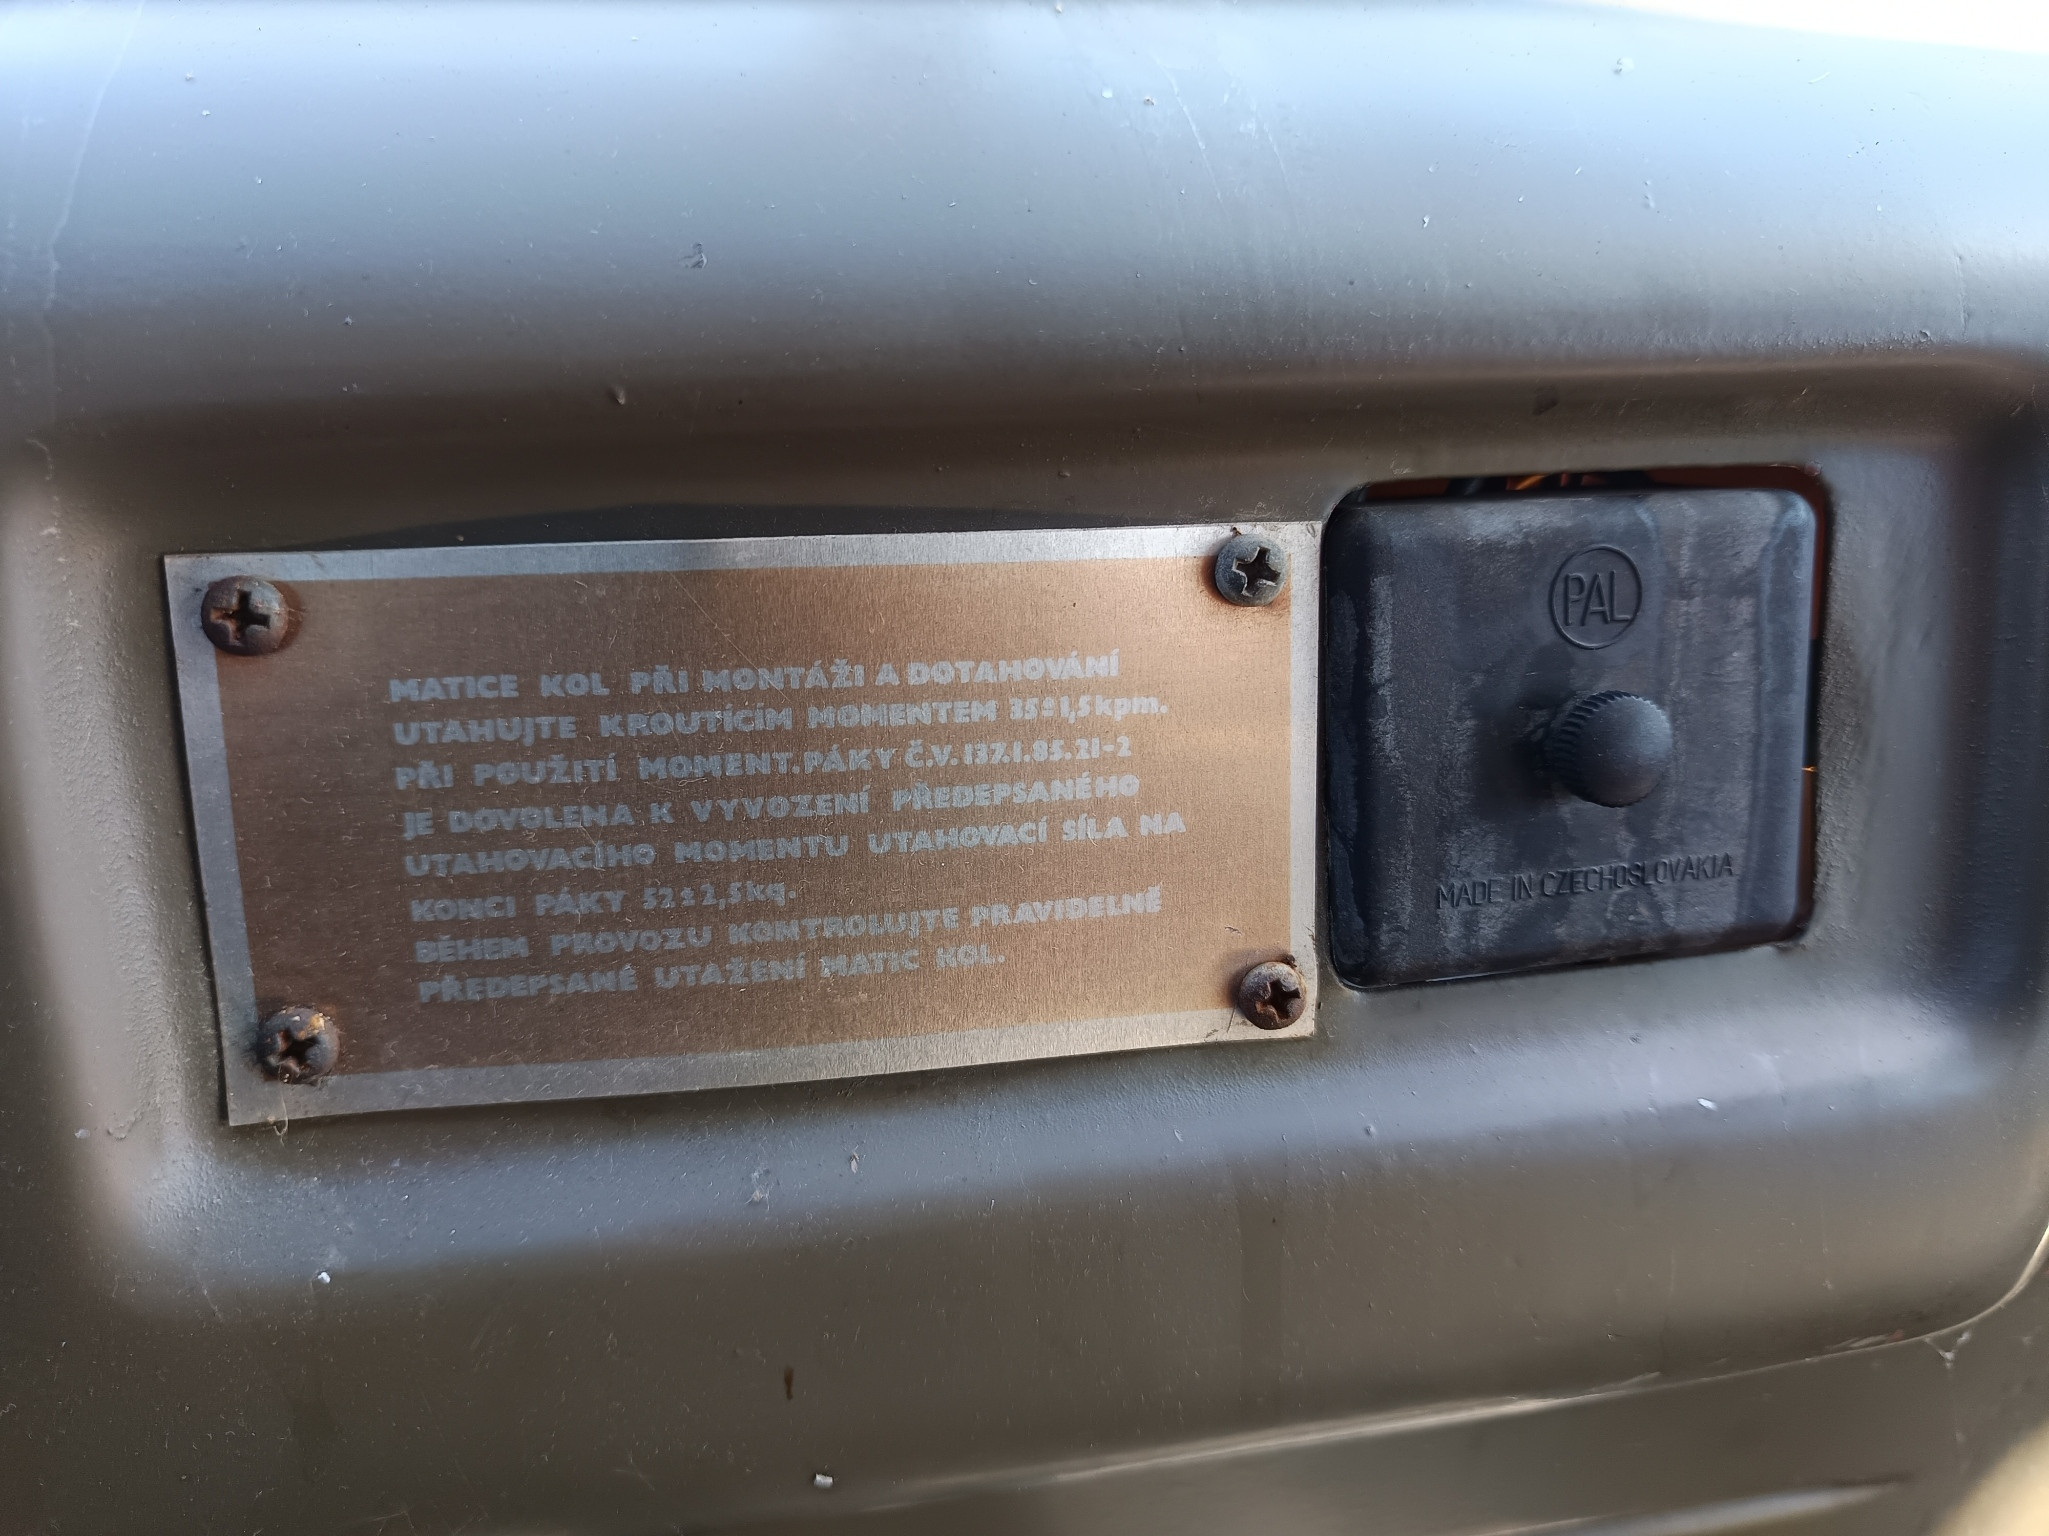 MATICE KOL PŘI MONTÁŽI A DOTAHOVÁNÍ
UTAHUJTE KROUTÍCÍM MOMENTEM 35±1,5kpm.
PŘI POUŽITÍ MOMENT.PÁKY Č.V.137.1.85.21-2
JE DOVOLENA K VYVOZENÍ PŘEDEPSANÉHO
UTAHOVACÍHO MOMENTU UTAHOVACÍ SÍLA NA
KONCI PÁKY 52±2,5kg.
BĚHEM PROVOZU KONTROLUJTE PRAVIDELNĚ
PŘEDEPSANÉ UTAŽENÍ MATIC KOL.
PAL
MADE IN CZECHOSLOVAKIA